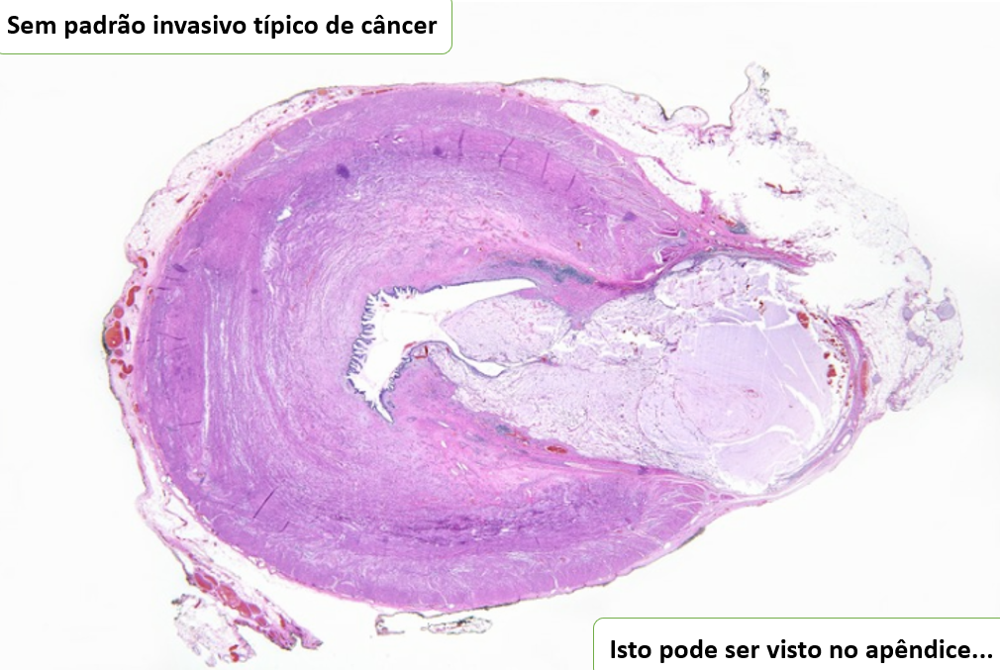 Sem padrão invasivo típico de câncer
Isto pode ser visto no apêndice...